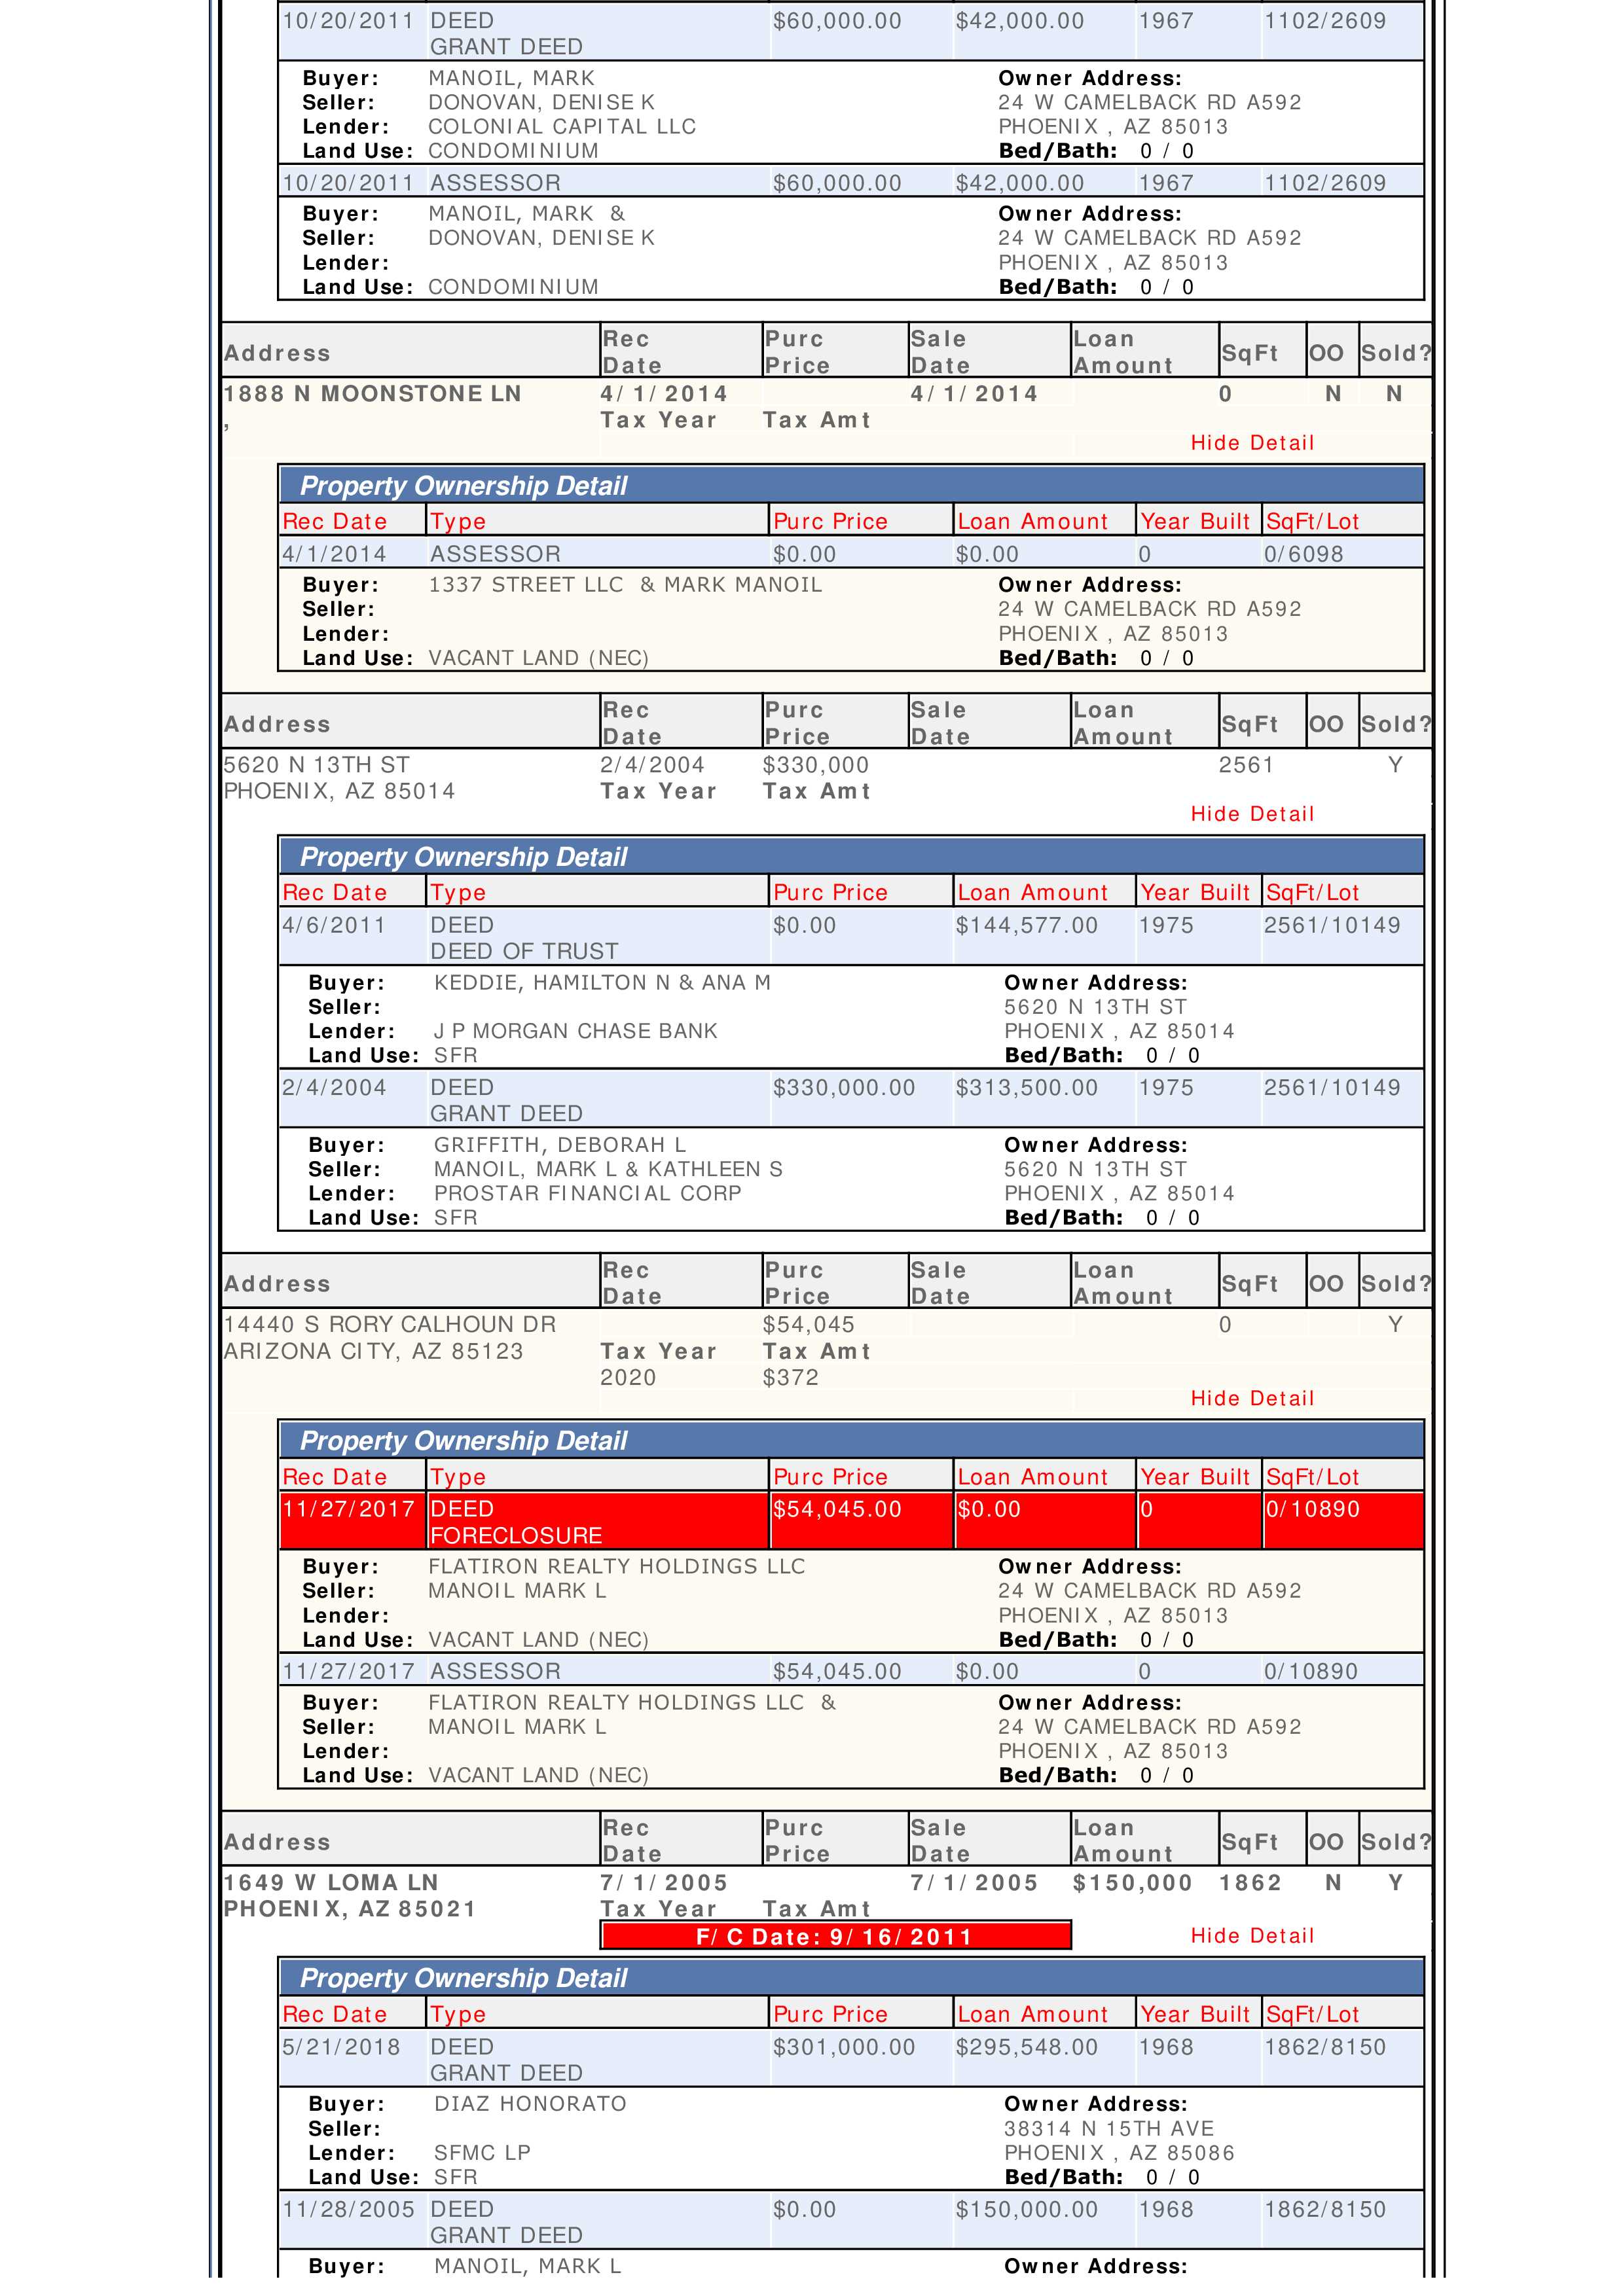 10/20/2011 DEED $60,000.00 $42,000.00 1967 1102/2609
GRANT DEED
Buyer: MANOIL, MARK Owner Address:
Seller: DONOVAN, DENISE K 24 W CAMELBACK RD A592
Lender: COLONIAL CAPITAL LLC PHOENIX , AZ 85013
Land Use: CONDOMINIUM Bed/Bath: 0 / 0
10/20/2011 ASSESSOR $60,000.00 $42,000.00 1967 1102/2609
Buyer: MANOIL, MARK & Owner Address:
Seller: DONOVAN, DENISE K 24 W CAMELBACK RD A592
Lender: PHOENIX , AZ 85013
Land Use: CONDOMINIUM Bed/Bath: 0 / 0
Address Rec Date Purc Price Sale Date Loan Amount SqFt OO Sold?
1888 N MOONSTONE LN 4/1/2014 4/1/2014 0 N N
, Tax Year Tax Amt
Hide Detail
Property Ownership Detail
Rec Date Type Purc Price Loan Amount Year Built SqFt/Lot
4/1/2014 ASSESSOR $0.00 $0.00 0 0/6098
Buyer: 1337 STREET LLC & MARK MANOIL Owner Address:
Seller: 24 W CAMELBACK RD A592
Lender: PHOENIX , AZ 85013
Land Use: VACANT LAND (NEC) Bed/Bath: 0 / 0
Address Rec Date Purc Price Sale Date Loan Amount SqFt OO Sold?
5620 N 13TH ST 2/4/2004 $330,000 2561 Y
PHOENIX, AZ 85014 Tax Year Tax Amt
Hide Detail
Property Ownership Detail
Rec Date Type Purc Price Loan Amount Year Built SqFt/Lot
4/6/2011 DEED $0.00 $144,577.00 1975 2561/10149
DEED OF TRUST
Buyer: KEDDIE, HAMILTON N & ANA M Owner Address:
Seller: 5620 N 13TH ST
Lender: J P MORGAN CHASE BANK PHOENIX , AZ 85014
Land Use: SFR Bed/Bath: 0 / 0
2/4/2004 DEED $330,000.00 $313,500.00 1975 2561/10149
GRANT DEED
Buyer: GRIFFITH, DEBORAH L Owner Address:
Seller: MANOIL, MARK L & KATHLEEN S 5620 N 13TH ST
Lender: PROSTAR FINANCIAL CORP PHOENIX , AZ 85014
Land Use: SFR Bed/Bath: 0 / 0
Address Rec Date Purc Price Sale Date Loan Amount SqFt OO Sold?
14440 S RORY CALHOUN DR $54,045 0 Y
ARIZONA CITY, AZ 85123 Tax Year Tax Amt
2020 $372
Hide Detail
Property Ownership Detail
Rec Date Type Purc Price Loan Amount Year Built SqFt/Lot
11/27/2017 DEED $54,045.00 $0.00 0 0/10890
FORECLOSURE
Buyer: FLATIRON REALTY HOLDINGS LLC Owner Address:
Seller: MANOIL MARK L 24 W CAMELBACK RD A592
Lender: PHOENIX , AZ 85013
Land Use: VACANT LAND (NEC) Bed/Bath: 0 / 0
11/27/2017 ASSESSOR $54,045.00 $0.00 0 0/10890
Buyer: FLATIRON REALTY HOLDINGS LLC & Owner Address:
Seller: MANOIL MARK L 24 W CAMELBACK RD A592
Lender: PHOENIX , AZ 85013
Land Use: VACANT LAND (NEC) Bed/Bath: 0 / 0
Address Rec Date Purc Price Sale Date Loan Amount SqFt OO Sold?
1649 W LOMA LN 7/1/2005 7/1/2005 $150,000 1862 N Y
PHOENIX, AZ 85021 Tax Year Tax Amt
F/C Date: 9/16/2011 Hide Detail
Property Ownership Detail
Rec Date Type Purc Price Loan Amount Year Built SqFt/Lot
5/21/2018 DEED $301,000.00 $295,548.00 1968 1862/8150
GRANT DEED
Buyer: DIAZ HONORATO Owner Address:
Seller: 38314 N 15TH AVE
Lender: SFMC LP PHOENIX , AZ 85086
Land Use: SFR Bed/Bath: 0 / 0
11/28/2005 DEED $0.00 $150,000.00 1968 1862/8150
GRANT DEED
Buyer: MANOIL, MARK L Owner Address: